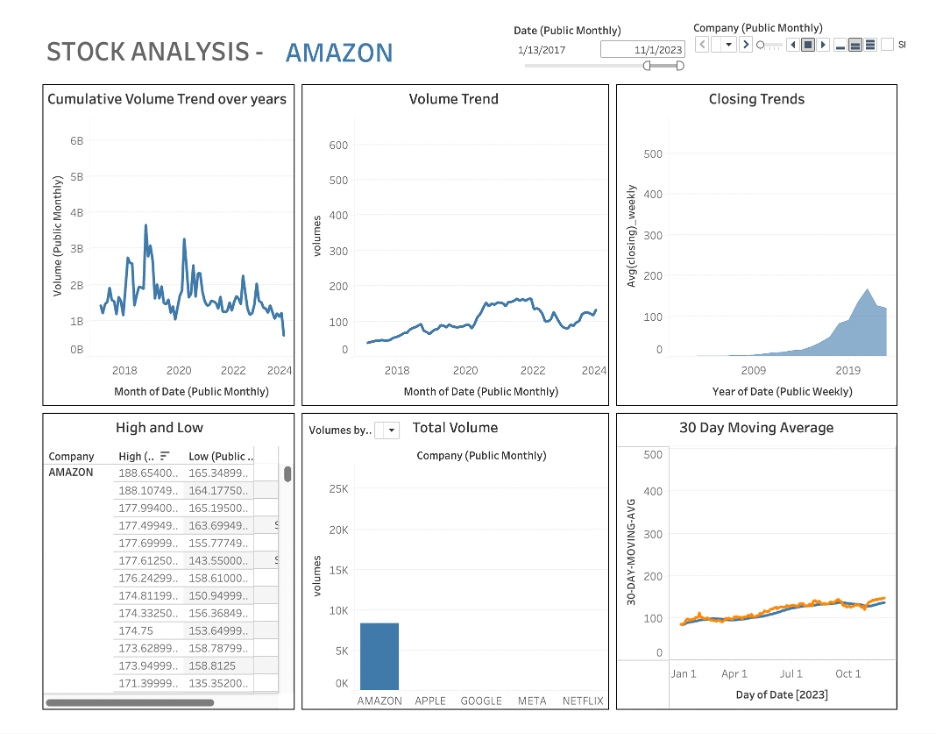 STOCK ANALYSIS - AMAZON
Date (Public Monthly)
1/13/2017 11/1/2023
Company (Public Monthly)
Cumulative Volume Trend over years
Volume (Public Monthly)
6B
5B
4B
3B
2B
1B
0B
2018 2020 2022 2024
Month of Date (Public Monthly)
Volume Trend
volumes
600
500
400
300
200
100
0
2018 2020 2022 2024
Month of Date (Public Monthly)
Closing Trends
Avg(closing)_weekly
500
400
300
200
100
0
2009 2019
Year of Date (Public Weekly)
High and Low
Company High (.. Low (Public ..
AMAZON 188.65400.. 165.34899..
188.10749.. 164.17750..
177.99400.. 165.19500..
177.49949.. 163.69949..
177.69999.. 155.77749..
177.61250.. 143.55000..
176.24299.. 158.61000..
174.81199.. 150.94999..
174.33250.. 156.36849..
174.75 153.64999..
173.62899.. 158.78799..
173.94999.. 158.8125
171.39999.. 135.35200..
Volumes by..
Total Volume
Company (Public Monthly)
volumes
25K
20K
15K
10K
5K
0K
AMAZON APPLE GOOGLE META NETFLIX
30 Day Moving Average
30-DAY-MOVING-AVG
500
400
300
200
100
0
Jan 1 Apr 1 Jul 1 Oct 1
Day of Date [2023]